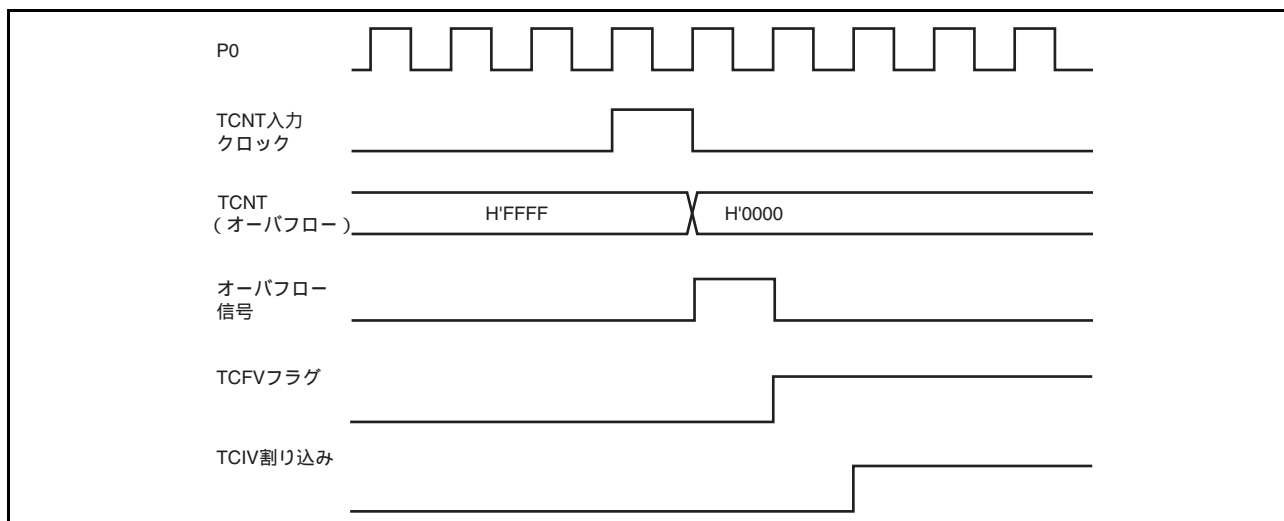 P0
TCNT入力
クロック
TCNT
(オーバフロー)
H'FFFF
H'0000
オーバフロー
信号
TCFVフラグ
TCIV割り込み